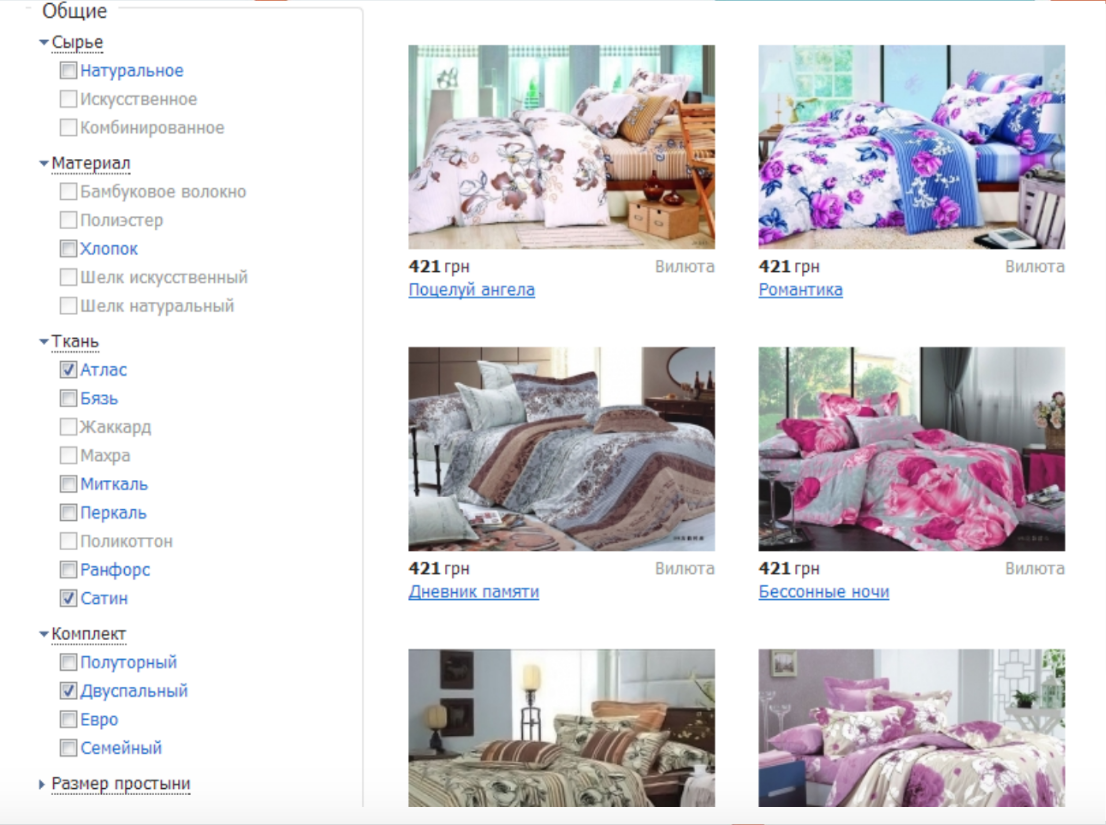 Общие
Сырье
Натуральное
Искусственное
Комбинированное
Материал
Бамбуковое волокно
Полиэстер
Хлопок
Шелк искусственный
Шелк натуральный
Ткань
Атлас
Бязь
Жаккард
Махра
Миткаль
Перкаль
Поликоттон
Ранфорс
Сатин
Комплект
Полуторный
Двуспальный
Евро
Семейный
Размер простыни
421 грн Вилюта
Поцелуй ангела
421 грн Вилюта
Романтика
421 грн Вилюта
Дневник памяти
421 грн Вилюта
Бессонные ночи